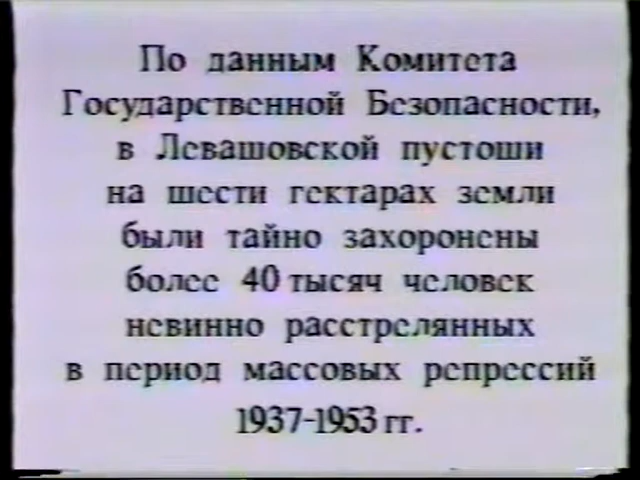 По данным Комитета
Государственной Безопасности,
в Левашовской пустоши
на шести гектарах земли
были тайно захоронены
более 40 тысяч человек
невинно расстрелянных
в период массовых репрессий
1937-1953 гг.